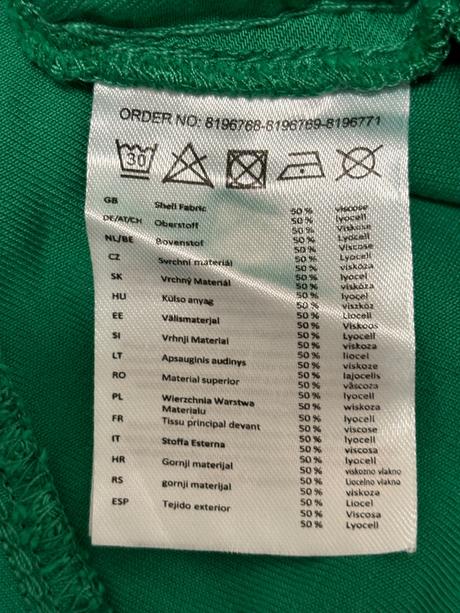 ORDER NO: 8196768-8196769-8196771
30
GB Shell Fabric 50 % viscose
50 % lyocell
DE/AT/CH Oberstoff 50 % Viskose
50 % Lyocell
NL/BE Bovenstof 50 % Viscose
50 % Lyocell
CZ Svrchní materiál 50 % viskóza
50 % lyocel
SK Vrchný Materiál 50 % viskóza
50 % lyocel
HU Külso anyag 50 % viszkóz
50 % Liocell
EE Välismaterjal 50 % Viskoos
50 % Lyocell
SI Vrhnji Material 50 % viskoza
50 % liocel
LT Apsauginis audinys 50 % viskoze
50 % lajocelis
RO Material superior 50 % vâscoza
50 % lyocell
PL Wierzchnia Warstwa 50 % wiskoza
Materialu 50 % lyocell
FR Tissu principal devant 50 % viscose
50 % lyocell
IT Stoffa Esterna 50 % viscosa
50 % lyocell
HR Gornji materijal 50 % viskozno vlakno
50 % Liocelno vlakno
RS gornji materijal 50 % viskoza
50 % Liocel
ESP Tejido exterior 50 % Viscosa
50 % Lyocell